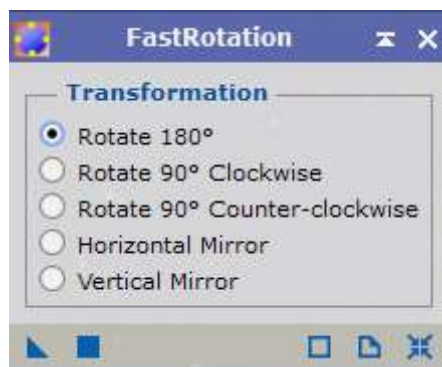 FastRotation
Transformation
Rotate 180°
Rotate 90° Clockwise
Rotate 90° Counter-clockwise
Horizontal Mirror
Vertical Mirror